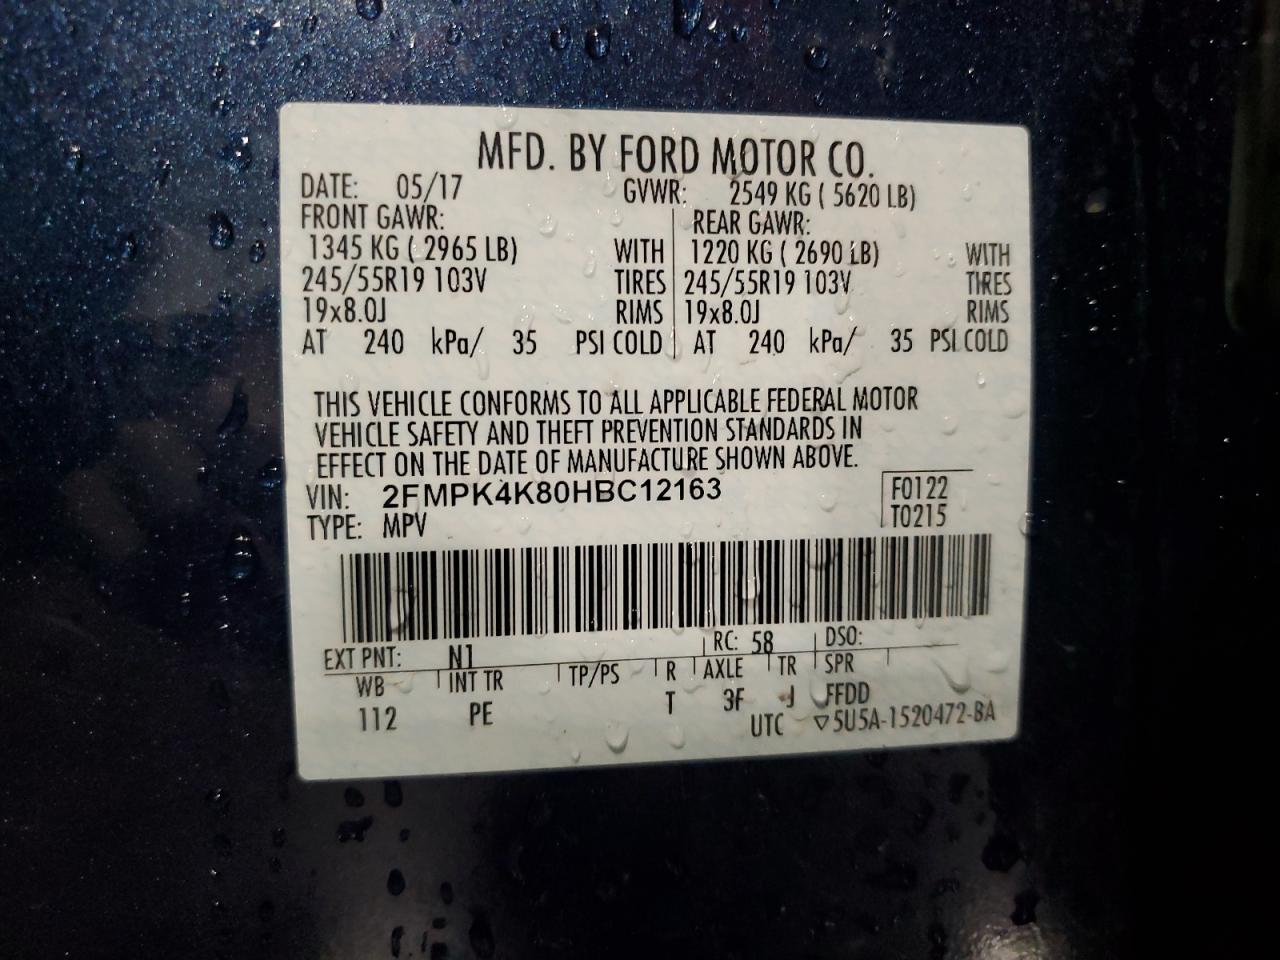 MFD. BY FORD MOTOR CO.
DATE: 05/17 GVWR: 2549 KG ( 5620 LB)
FRONT GAWR: REAR GAWR:
1345 KG ( 2965 LB) WITH 1220 KG ( 2690 LB) WITH
245/55R19 103V TIRES 245/55R19 103V TIRES
19x8.0J RIMS 19x8.0J RIMS
AT 240 kPa/ 35 PSI COLD AT 240 kPa/ 35 PSI COLD
THIS VEHICLE CONFORMS TO ALL APPLICABLE FEDERAL MOTOR
VEHICLE SAFETY AND THEFT PREVENTION STANDARDS IN
EFFECT ON THE DATE OF MANUFACTURE SHOWN ABOVE.
VIN: 2FMPK4K80HBC12163 F0122
TYPE: MPV T0215
EXT PNT: N1 RC: 58 DSO:
WB INT TR TP/PS R AXLE TR SPR
112 PE T 3F J FFDD
UTC ▽5U5A-1520472-BA